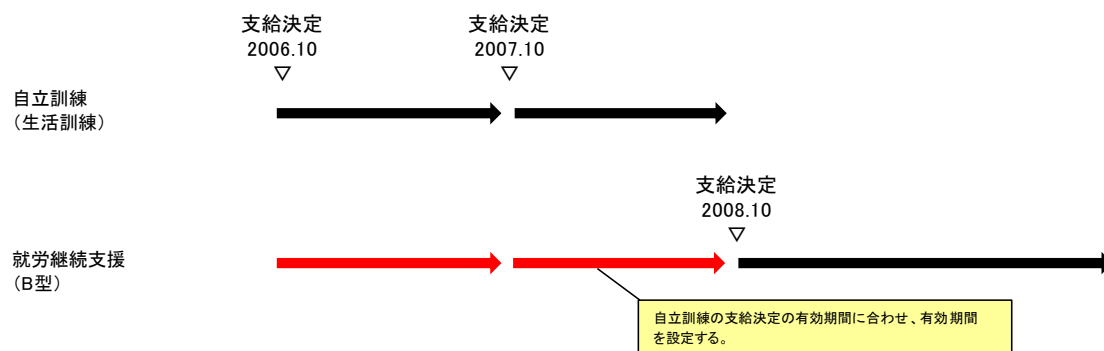 支給決定
2006.10
▽
支給決定
2007.10
▽
自立訓練
（生活訓練）
支給決定
2008.10
▽
就労継続支援
（B型）
自立訓練の支給決定の有効期間に合わせ、有効期間
を設定する。